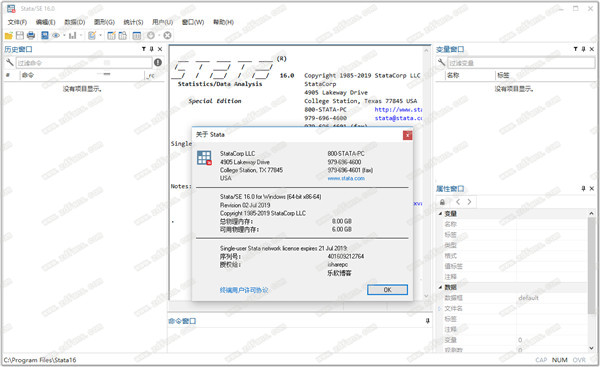 Stata/SE 16.0
文件(F) 编辑(E) 数据(D) 图形(G) 统计(S) 用户(U) 窗口(W) 帮助(H)
历史窗口
过滤命令
# 命令 _rc
没有项目显示。
(R)
16.0 Copyright 1985-2019 StataCorp LLC
Statistics/Data Analysis StataCorp
4905 Lakeway Drive
Special Edition College Station, Texas 77845 USA
800-STATA-PC http://www.sta
979-696-4600 stata@stata.co
979-696-4601 (fax)
Singl
Notes:
关于 Stata
StataCorp LLC 800-STATA-PC
4905 Lakeway Drive 979-696-4600
College Station, TX 77845 979-696-4601 (fax)
USA www.stata.com
Stata/SE 16.0 for Windows (64-bit x86-64)
Revision 02 Jul 2019
Copyright 1985-2019 StataCorp LLC
总物理内存: 8.00 GB
可用物理内存: 6.00 GB
Single-user Stata network license expires 21 Jul 2019:
序列号: 401609212764
授权给: isharepc
乐软博客
终端用户许可协议
OK
命令窗口
变量窗口
过滤变量
名称 标签
没有项目显示。
属性窗口
变量
名称
标签
类型
格式
值标签
注释
数据
数据框 default
文件名
标签
注释
变量 0
观测数 0
C:\Program Files\Stata16
CAP NUM OVR